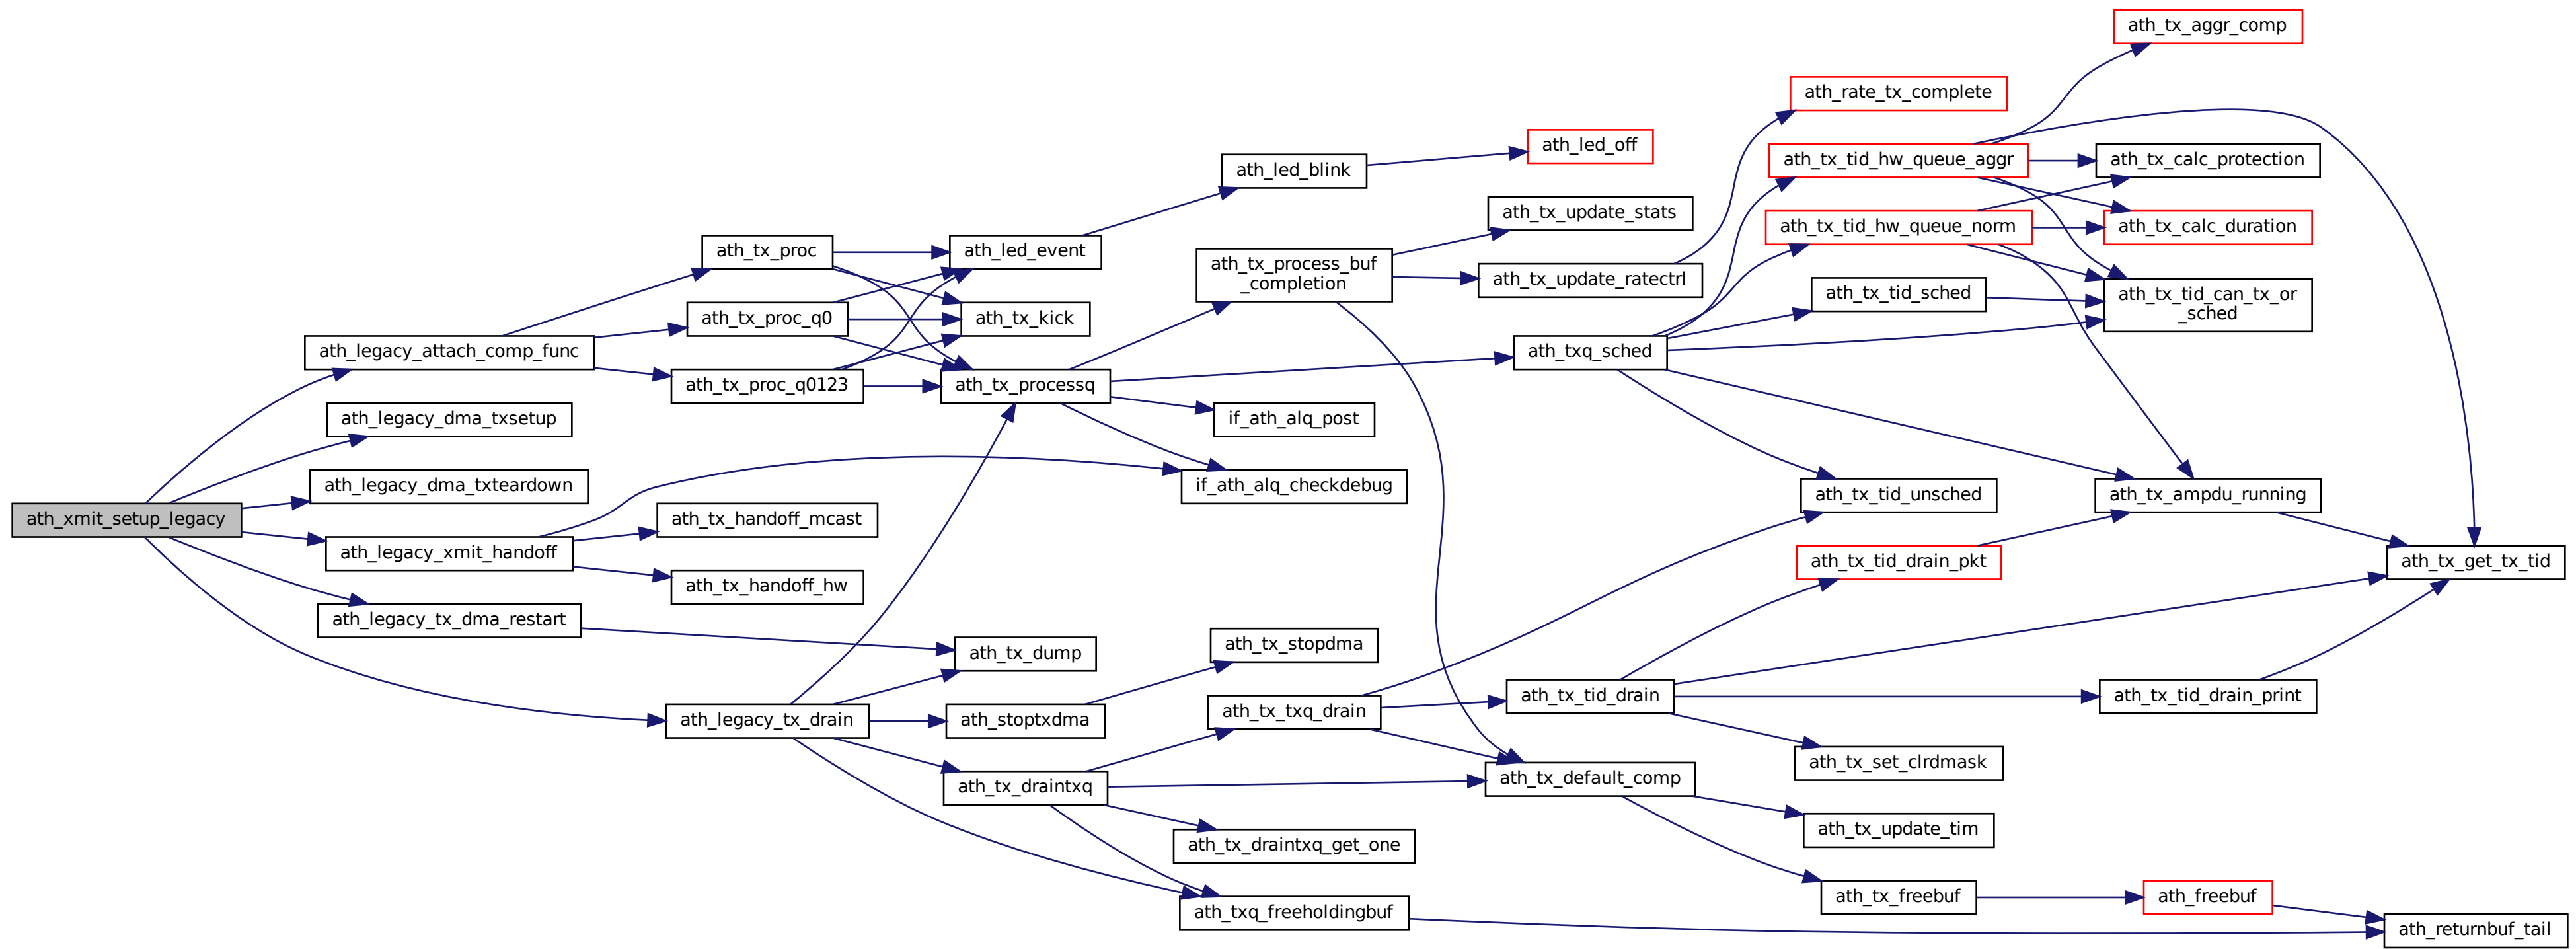 ath_xmit_setup_legacy
ath_legacy_attach_comp_func
ath_legacy_dma_txsetup
ath_legacy_dma_txteardown
ath_legacy_xmit_handoff
ath_legacy_tx_dma_restart
ath_legacy_tx_drain
ath_tx_proc
ath_tx_proc_q0
ath_tx_proc_q0123
ath_tx_handoff_mcast
ath_tx_handoff_hw
ath_led_event
ath_tx_kick
ath_tx_processq
ath_tx_dump
ath_stoptxdma
ath_tx_draintxq
ath_led_blink
ath_tx_process_buf
_completion
if_ath_alq_post
if_ath_alq_checkdebug
ath_tx_stopdma
ath_tx_txq_drain
ath_tx_draintxq_get_one
ath_txq_freeholdingbuf
ath_led_off
ath_tx_update_stats
ath_tx_update_ratectrl
ath_txq_sched
ath_tx_tid_drain
ath_tx_default_comp
ath_rate_tx_complete
ath_tx_tid_hw_queue_aggr
ath_tx_tid_hw_queue_norm
ath_tx_tid_sched
ath_tx_tid_unsched
ath_tx_tid_drain_pkt
ath_tx_set_clrdmask
ath_tx_update_tim
ath_tx_freebuf
ath_tx_aggr_comp
ath_tx_calc_protection
ath_tx_calc_duration
ath_tx_tid_can_tx_or
_sched
ath_tx_ampdu_running
ath_tx_tid_drain_print
ath_freebuf
ath_tx_get_tx_tid
ath_returnbuf_tail